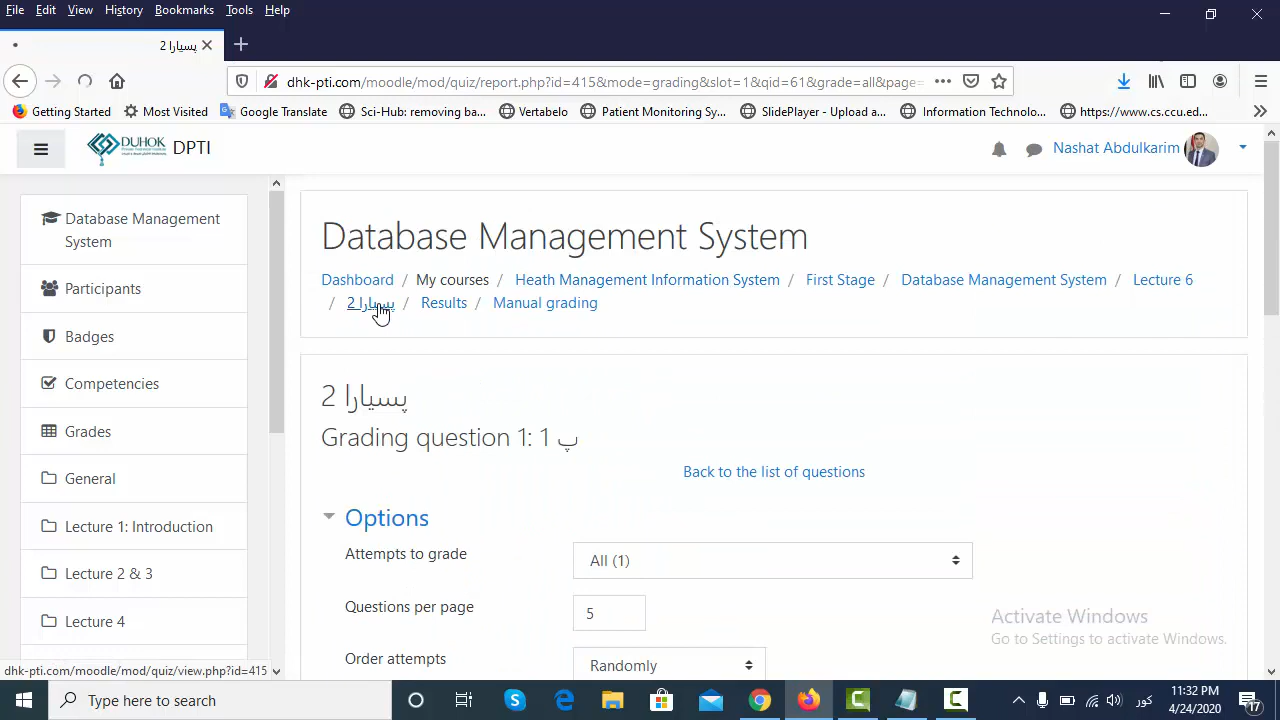 File Edit View History Bookmarks Tools Help
پسیارا 2
dhk-pti.com/moodle/mod/quiz/report.php?id=415&mode=grading&slot=1&qid=61&grade=all&page=
Getting Started Most Visited Google Translate Sci-Hub: removing ba... Vertabelo Patient Monitoring Sy... SlidePlayer - Upload a... Information Technolo... https://www.cs.ccu.ed...
DUHOK DPTI Nashat Abdulkarim
Database Management System
Participants
Badges
Competencies
Grades
General
Lecture 1: Introduction
Lecture 2 & 3
Lecture 4
Database Management System
Dashboard / My courses / Heath Management Information System / First Stage / Database Management System / Lecture 6
/ پسیارا 2 / Results / Manual grading
پسیارا 2
Grading question 1: پ 1
Back to the list of questions
Options
Attempts to grade All (1)
Questions per page 5
Order attempts Randomly
Activate Windows
Go to Settings to activate Windows.
dhk-pti.com/moodle/mod/quiz/view.php?id=415
Type here to search
كور
11:32 PM
4/24/2020
17